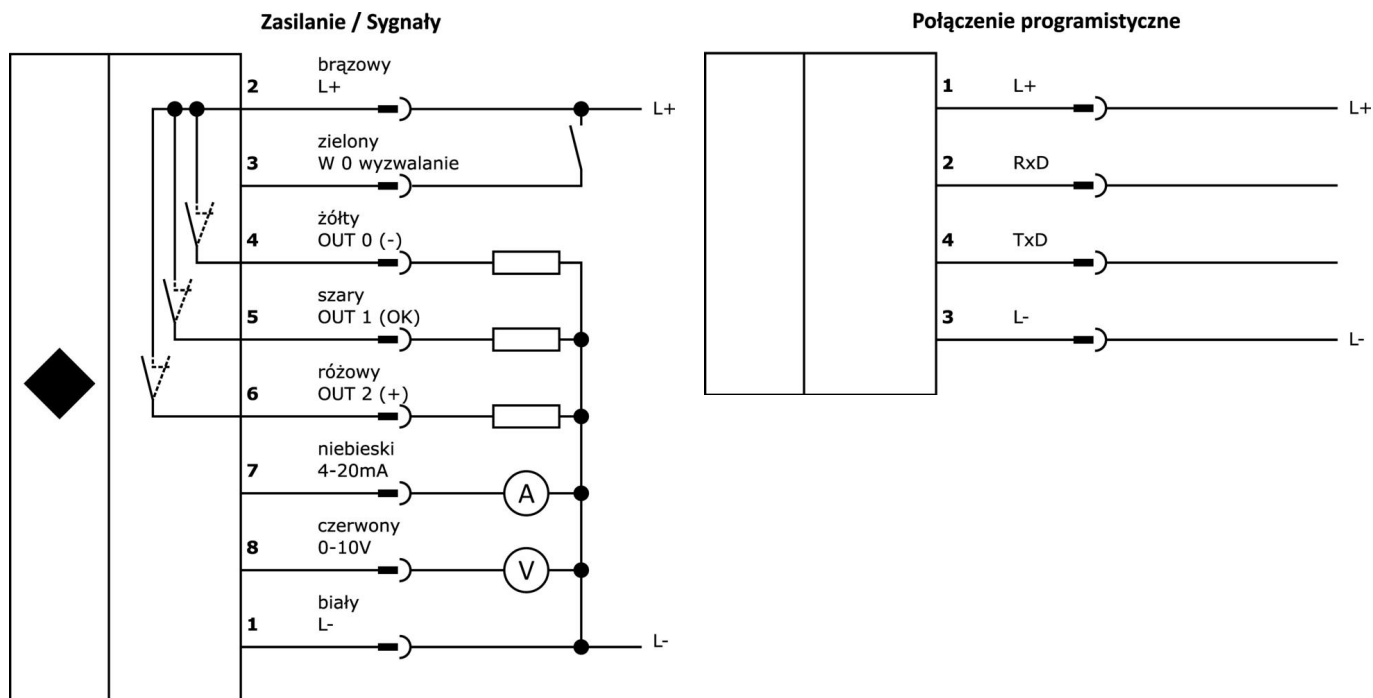 Zasilanie / Sygnały
brązowy
2 L+
L+
zielony
3 W 0 wyzwalanie
żółty
4 OUT 0 (-)
szary
5 OUT 1 (OK)
różowy
6 OUT 2 (+)
niebieski
7 4-20mA
A
czerwony
8 0-10V
V
biały
1 L-
L-
Połączenie programistyczne
1 L+
L+
2 RxD
4 TxD
3 L-
L-